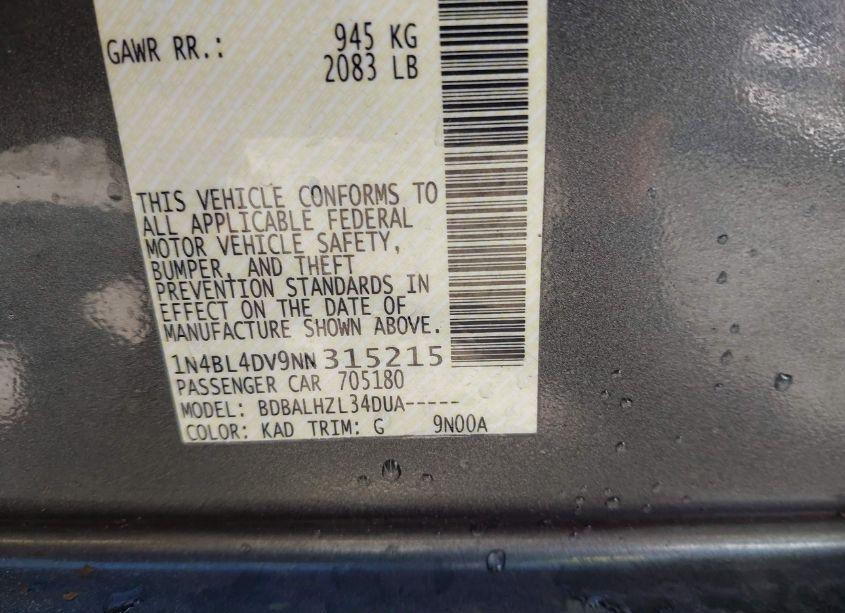 GAWR RR.: 945 KG
2083 LB
THIS VEHICLE CONFORMS TO
ALL APPLICABLE FEDERAL
MOTOR VEHICLE SAFETY,
BUMPER, AND THEFT
PREVENTION STANDARDS IN
EFFECT ON THE DATE OF
MANUFACTURE SHOWN ABOVE.
1N4BL4DV9NN315215
PASSENGER CAR 705180
MODEL: BDBALHZL34DUA-----
COLOR: KAD TRIM: G 9N00A